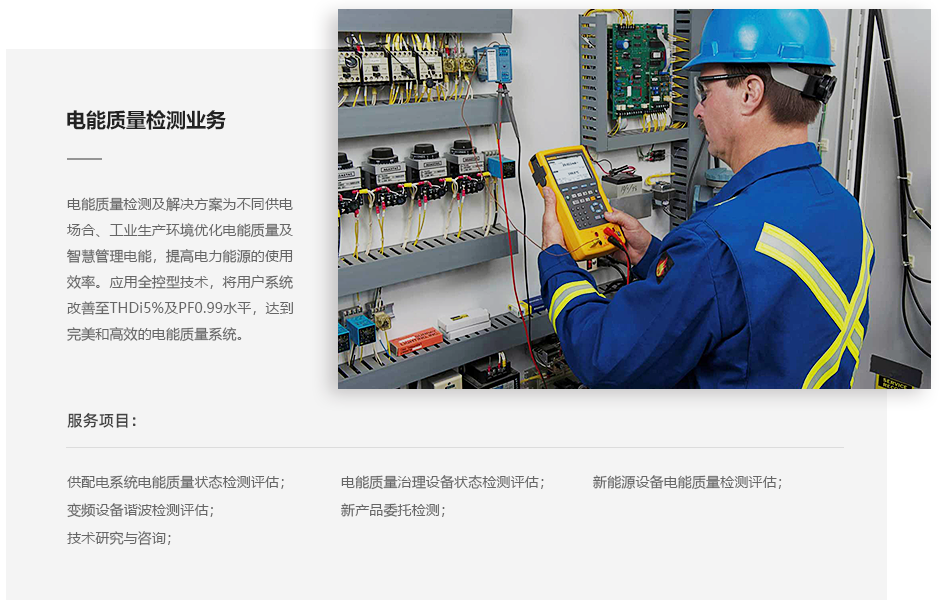 电能质量检测业务
电能质量检测及解决方案为不同供电
场合、工业生产环境优化电能质量及
智慧管理电能，提高电力能源的使用
效率。应用全控型技术，将用户系统
改善至THDi5%及PF0.99水平，达到
完美和高效的电能质量系统。
服务项目：
供配电系统电能质量状态检测评估；
电能质量治理设备状态检测评估；
新能源设备电能质量检测评估；
变频设备谐波检测评估；
新产品委托检测；
技术研究与咨询；